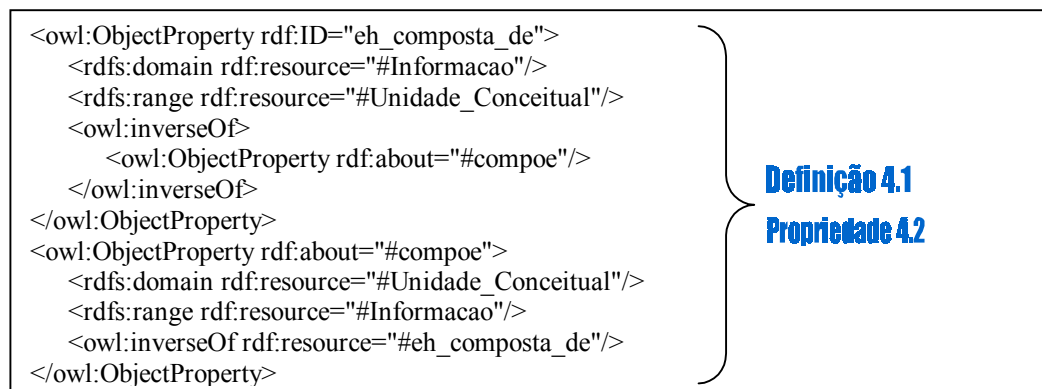 <owl:ObjectProperty rdf:ID="eh_composta_de">
<rdfs:domain rdf:resource="#Informacao"/>
<rdfs:range rdf:resource="#Unidade_Conceitual"/>
<owl:inverseOf>
<owl:ObjectProperty rdf:about="#compoe"/>
</owl:inverseOf>
</owl:ObjectProperty>
<owl:ObjectProperty rdf:about="#compoe">
<rdfs:domain rdf:resource="#Unidade_Conceitual"/>
<rdfs:range rdf:resource="#Informacao"/>
<owl:inverseOf rdf:resource="#eh_composta_de"/>
</owl:ObjectProperty>
Definição 4.1
Propriedade 4.2